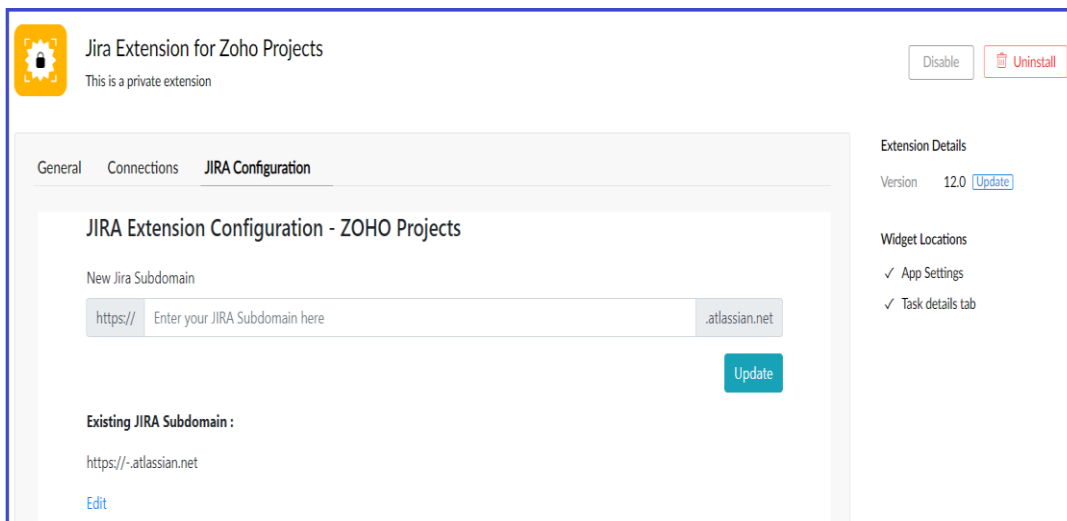 Jira Extension for Zoho Projects
This is a private extension
Disable
Uninstall
General Connections JIRA Configuration
JIRA Extension Configuration - ZOHO Projects
New Jira Subdomain
https:// Enter your JIRA Subdomain here .atlassian.net
Update
Existing JIRA Subdomain :
https://-.atlassian.net
Edit
Extension Details
Version 12.0 Update
Widget Locations
✓ App Settings
✓ Task details tab